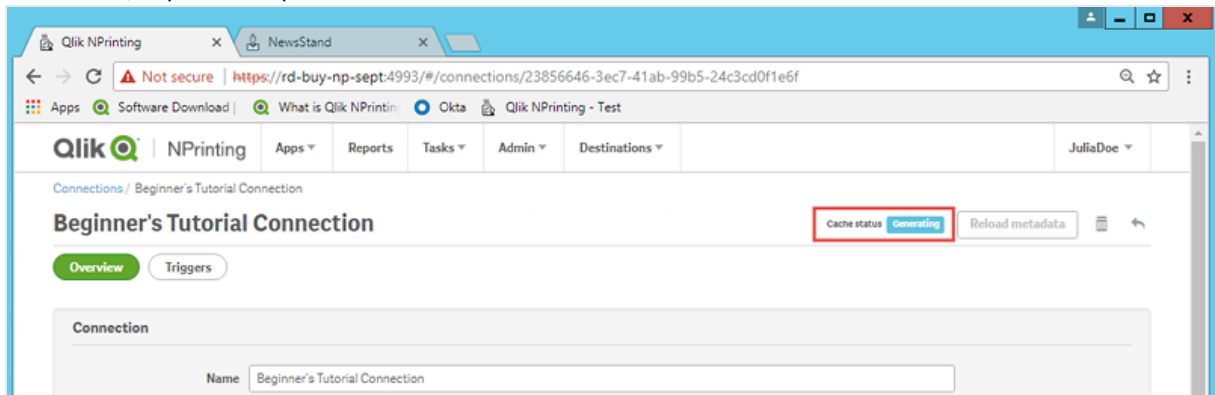 Qlik NPrinting NewsStand
Not secure | https://rd-buy-np-sept:4993/#/connections/23856646-3ec7-41ab-99b5-24c3cd0f1e6f
Apps Software Download | What is Qlik NPrinting Okta Qlik NPrinting - Test
Qlik NPrinting Apps Reports Tasks Admin Destinations JuliaDoe
Connections / Beginner's Tutorial Connection
Beginner's Tutorial Connection Cache status Generating Reload metadata
Overview Triggers
Connection
Name Beginner's Tutorial Connection